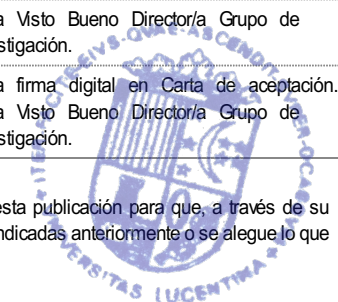 a Visto Bueno Director/a Grupo de
stigación.
a firma digital en Carta de aceptación.
a Visto Bueno Director/a Grupo de
stigación.
esta publicación para que, a través de su
ndicadas anteriormente o se alegue lo que